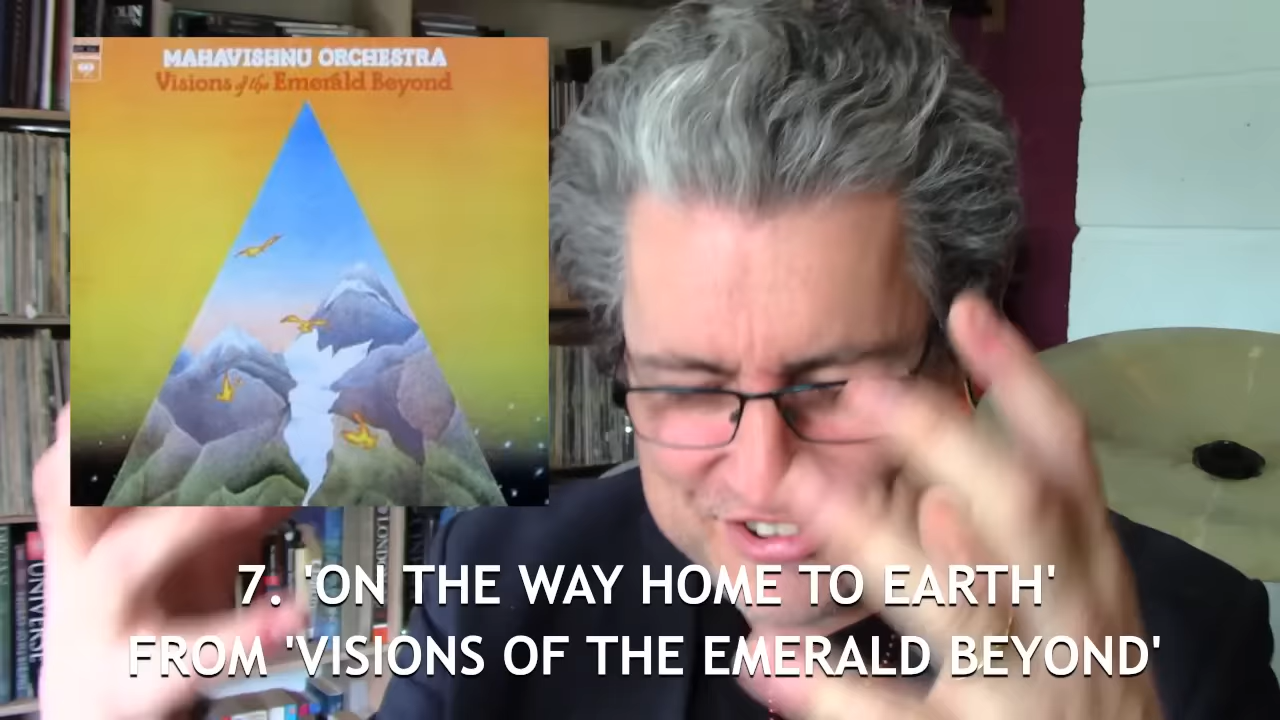 MAHAVISHNU ORCHESTRA
Visions of the Emerald Beyond
7. 'ON THE WAY HOME TO EARTH'
FROM 'VISIONS OF THE EMERALD BEYOND'
UNIVERSE
LONDON